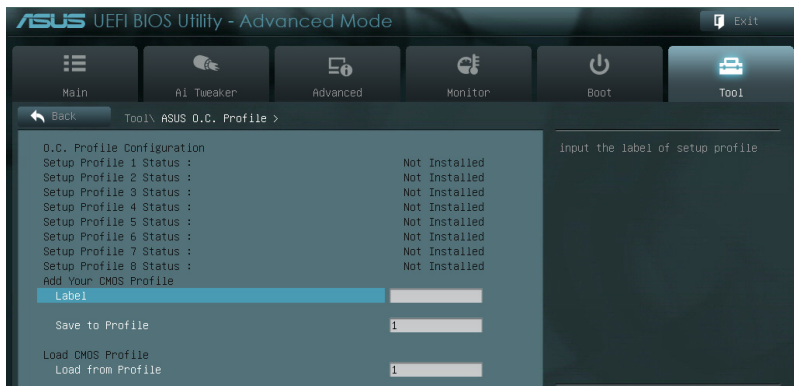 ASUS UEFI BIOS Utility - Advanced Mode
Exit
Main
Ai Tweaker
Advanced
Monitor
Boot
Tool
Back
Tool\ ASUS O.C. Profile >
O.C. Profile Configuration
Setup Profile 1 Status : Not Installed
Setup Profile 2 Status : Not Installed
Setup Profile 3 Status : Not Installed
Setup Profile 4 Status : Not Installed
Setup Profile 5 Status : Not Installed
Setup Profile 6 Status : Not Installed
Setup Profile 7 Status : Not Installed
Setup Profile 8 Status : Not Installed
Add Your CMOS Profile
Label
Save to Profile 1
Load CMOS Profile
Load from Profile 1
input the label of setup profile